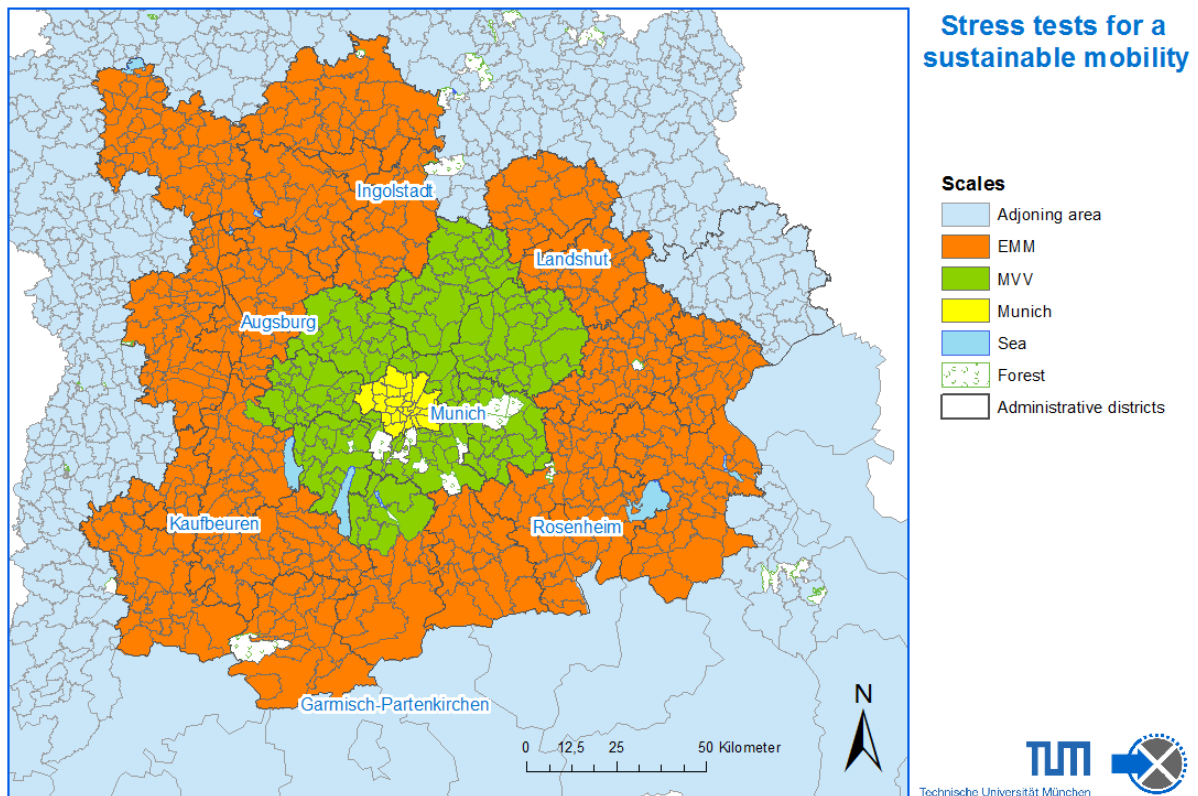 Stress tests for a
sustainable mobility
Ingolstadt
Landshut
Augsburg
Munich
Kaufbeuren
Rosenheim
Garmisch-Partenkirchen
0 12,5 25 50 Kilometer
N
Scales
Adjoning area
EMM
MVV
Munich
Sea
Forest
Administrative districts
TUM
Technische Universität München